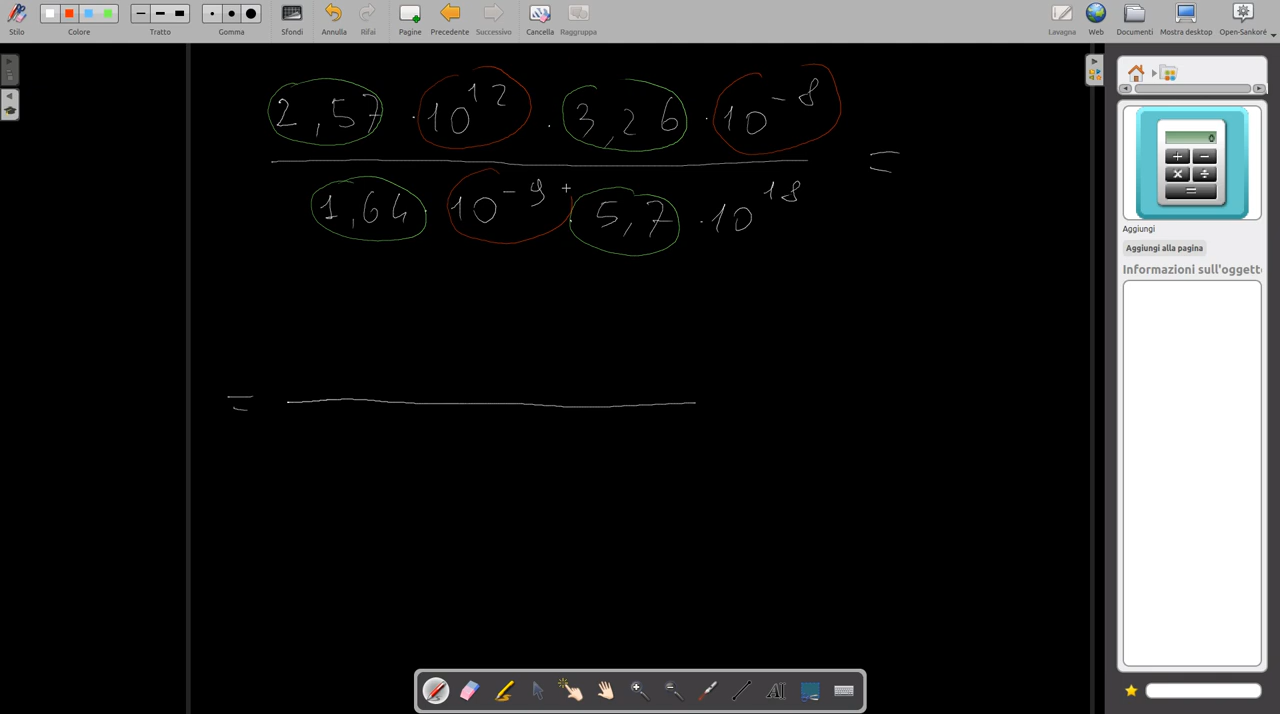 Stilo Colore Tratto Gomma Sfondi Annulla Rifai Pagine Precedente Successivo Cancella Raggruppa Lavagna Web Documenti Mostra desktop Open-Sankoré
2,57 · 10^12 · 3,26 · 10^-8
=
1,64 · 10^-9 · 5,7 · 10^18
=
0
+ −
x ÷
=
Aggiungi
Aggiungi alla pagina
Informazioni sull'oggett
AI